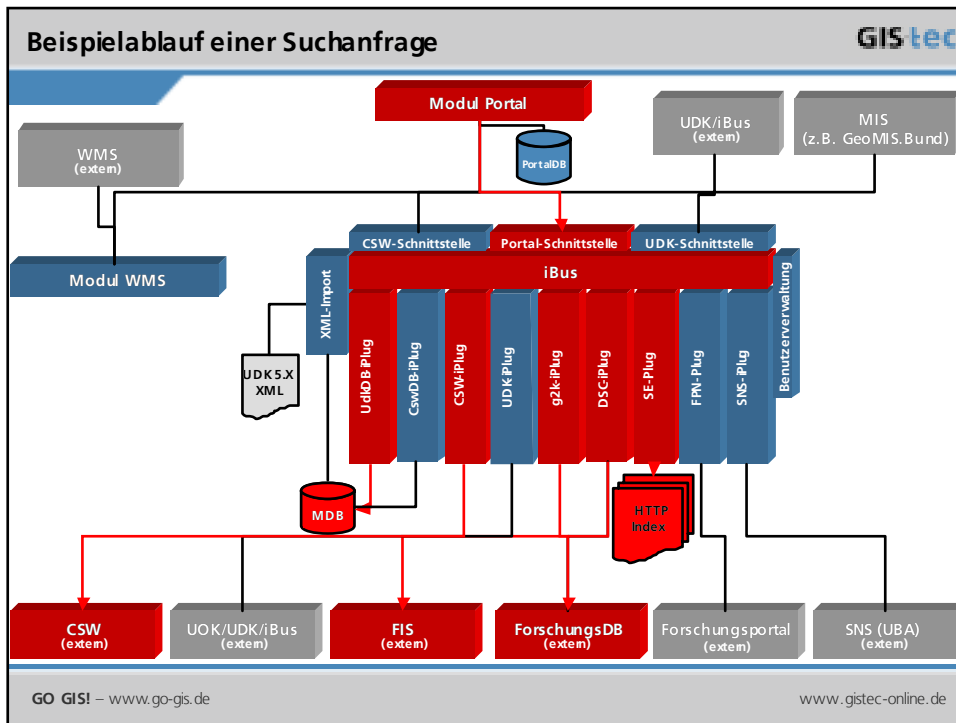 Beispielablauf einer Suchanfrage
GIS tec
Modul Portal
WMS
(extern)
PortalDB
UDK/iBus
(extern)
MIS
(z.B. GeoMIS.Bund)
CSW-Schnittstelle
Portal-Schnittstelle
UDK-Schnittstelle
Modul WMS
iBus
XML-Import
UdkDB-iPlug
CswDB-iPlug
CSW-iPlug
UDK-iPlug
g2k-iPlug
DSC-iPlug
SE-Plug
FPN-Plug
SNS-iPlug
Benutzerverwaltung
UDK5.X
XML
MDB
HTTP
Index
CSW
(extern)
UOK/UDK/iBus
(extern)
FIS
(extern)
ForschungsDB
(extern)
Forschungsportal
(extern)
SNS (UBA)
(extern)
GO GIS! – www.go-gis.de
www.gistec-online.de